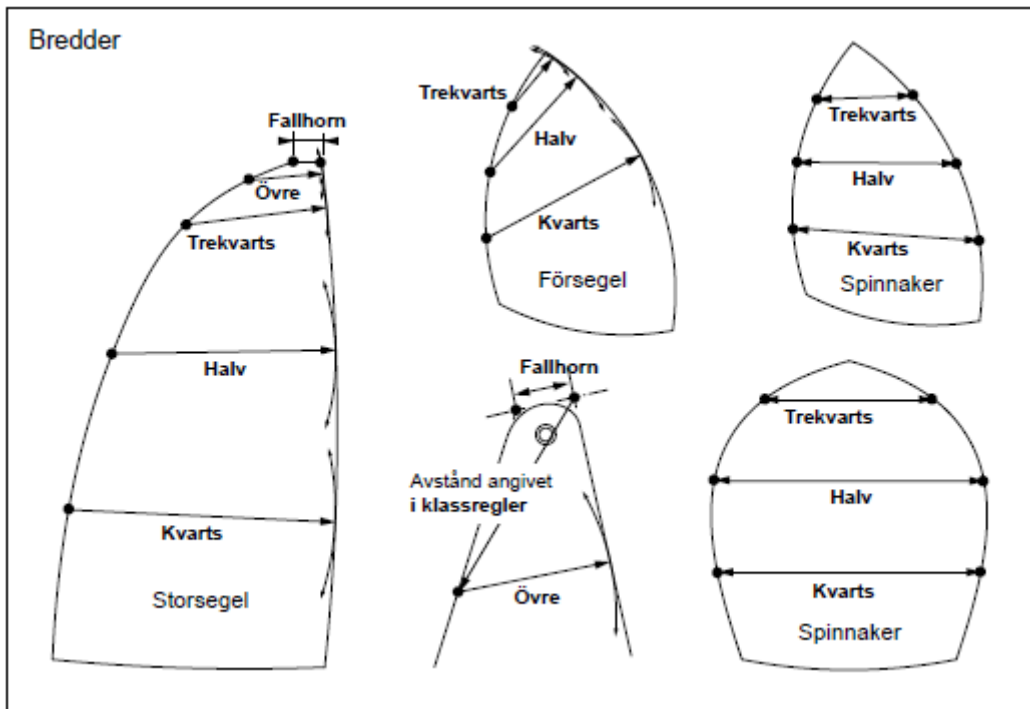 Bredder
Fallhorn
Övre
Trekvarts
Halv
Kvarts
Storsegel
Trekvarts
Halv
Kvarts
Försegel
Trekvarts
Halv
Kvarts
Spinnaker
Fallhorn
Avstånd angivet
i klassregler
Övre
Trekvarts
Halv
Kvarts
Spinnaker